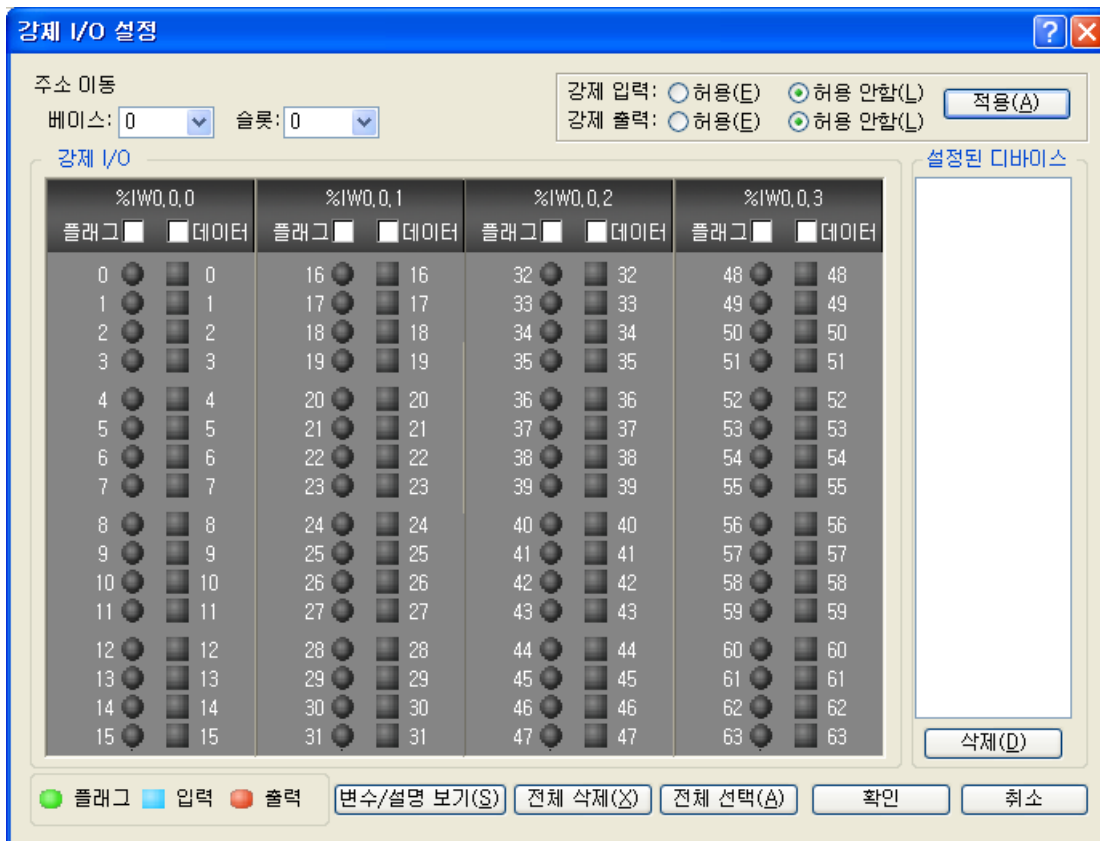 강제 I/O 설정
주소 이동
베이스: 0 슬롯: 0
강제 입력: 허용(E) 허용 안함(L)
강제 출력: 허용(E) 허용 안함(L)
적용(A)
강제 I/O
설정된 디바이스
%IW0,0,0 %IW0,0,1 %IW0,0,2 %IW0,0,3
플래그 데이터 플래그 데이터 플래그 데이터 플래그 데이터
0 0 16 16 32 32 48 48
1 1 17 17 33 33 49 49
2 2 18 18 34 34 50 50
3 3 19 19 35 35 51 51
4 4 20 20 36 36 52 52
5 5 21 21 37 37 53 53
6 6 22 22 38 38 54 54
7 7 23 23 39 39 55 55
8 8 24 24 40 40 56 56
9 9 25 25 41 41 57 57
10 10 26 26 42 42 58 58
11 11 27 27 43 43 59 59
12 12 28 28 44 44 60 60
13 13 29 29 45 45 61 61
14 14 30 30 46 46 62 62
15 15 31 31 47 47 63 63
삭제(D)
플래그 입력 출력 변수/설명 보기(S) 전체 삭제(X) 전체 선택(A) 확인 취소